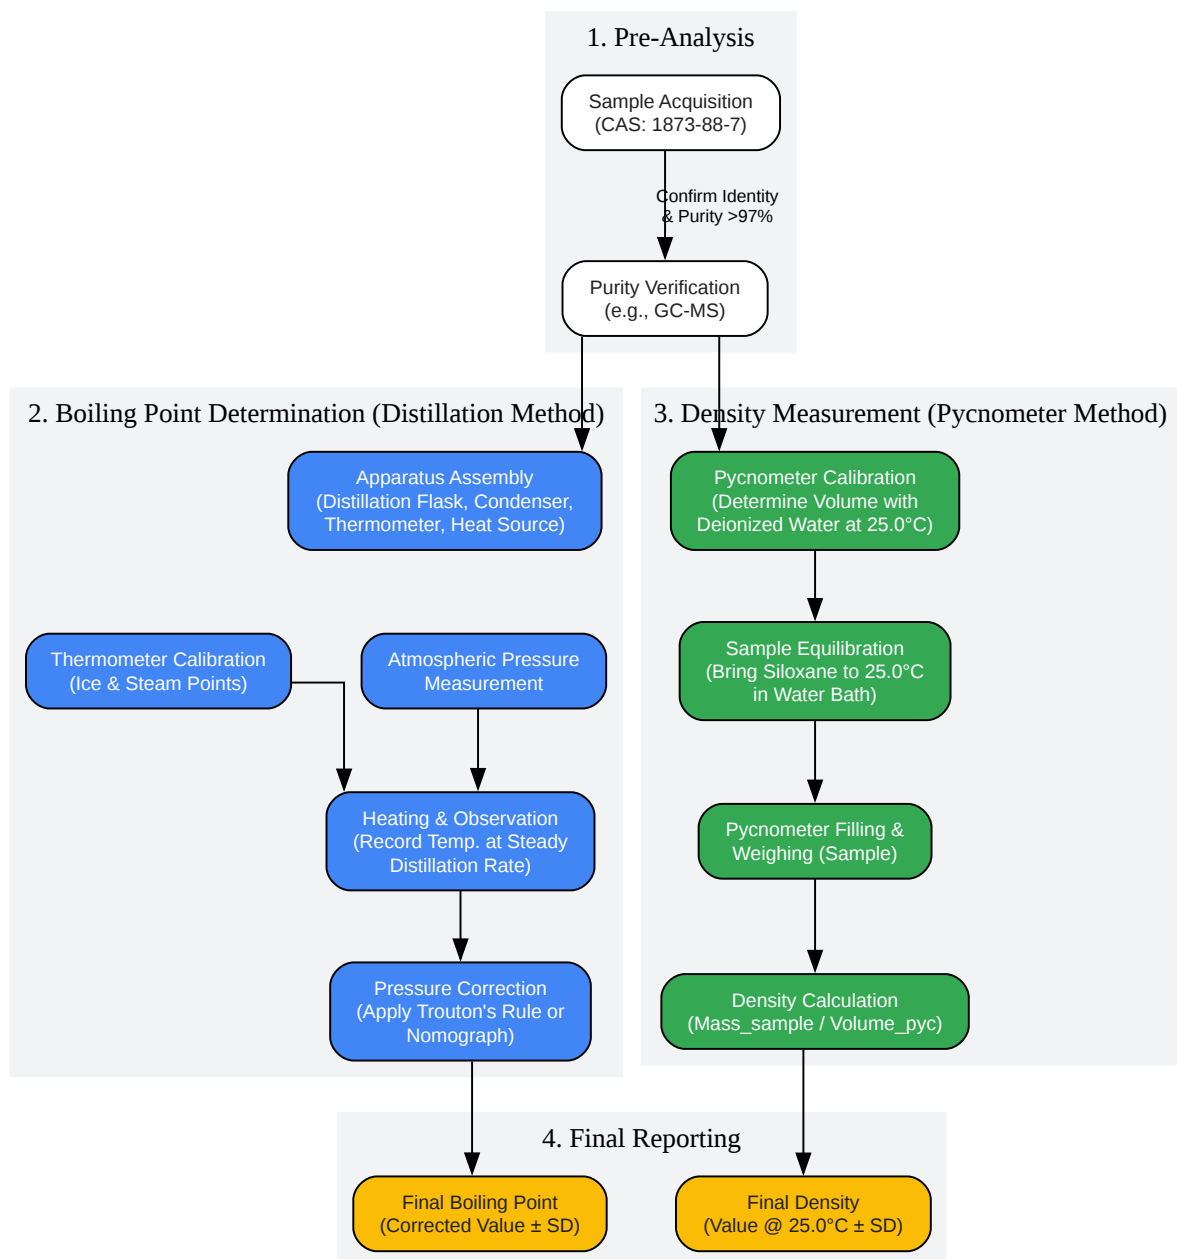 1. Pre-Analysis
Sample Acquisition
(CAS: 1873-88-7)
Confirm Identity
& Purity >97%
Purity Verification
(e.g., GC-MS)
2. Boiling Point Determination (Distillation Method)
Apparatus Assembly
(Distillation Flask, Condenser,
Thermometer, Heat Source)
Thermometer Calibration
(Ice & Steam Points)
Atmospheric Pressure
Measurement
Heating & Observation
(Record Temp. at Steady
Distillation Rate)
Pressure Correction
(Apply Trouton's Rule or
Nomograph)
3. Density Measurement (Pycnometer Method)
Pycnometer Calibration
(Determine Volume with
Deionized Water at 25.0°C)
Sample Equilibration
(Bring Siloxane to 25.0°C
in Water Bath)
Pycnometer Filling &
Weighing (Sample)
Density Calculation
(Mass_sample / Volume_pyc)
4. Final Reporting
Final Boiling Point
(Corrected Value ± SD)
Final Density
(Value @ 25.0°C ± SD)